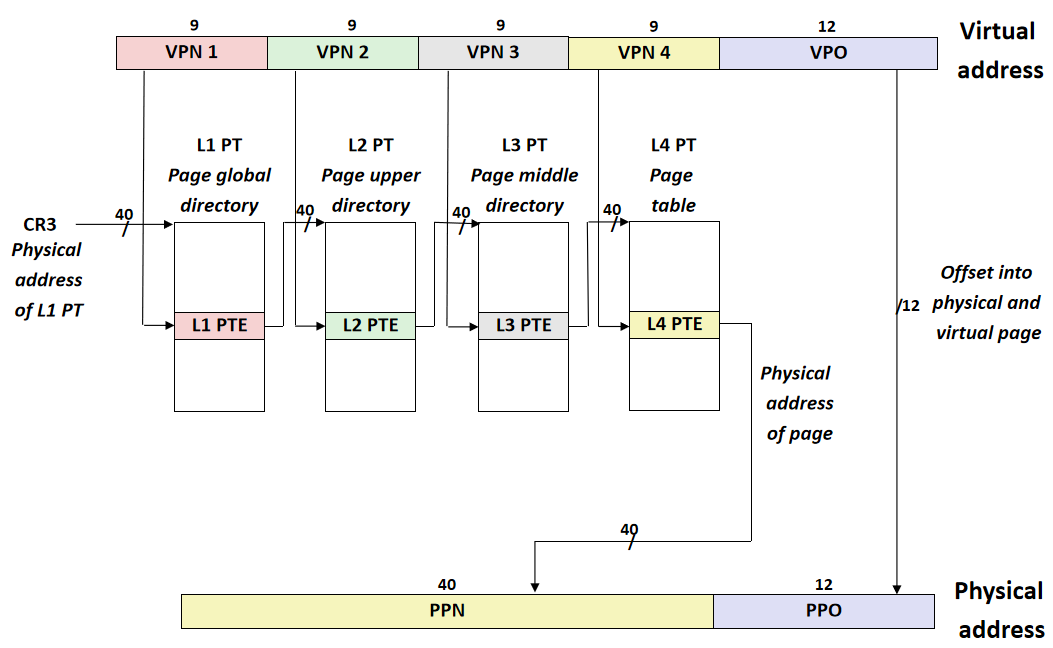 9 9 9 9 12
VPN 1 VPN 2 VPN 3 VPN 4 VPO
Virtual
address
L1 PT L2 PT L3 PT L4 PT
Page global Page upper Page middle Page
directory directory directory table
CR3 40 40 40 40
Physical
address
of L1 PT
L1 PTE L2 PTE L3 PTE L4 PTE
/12
Offset into
physical and
virtual page
Physical
address
of page
40
40 12
PPN PPO
Physical
address